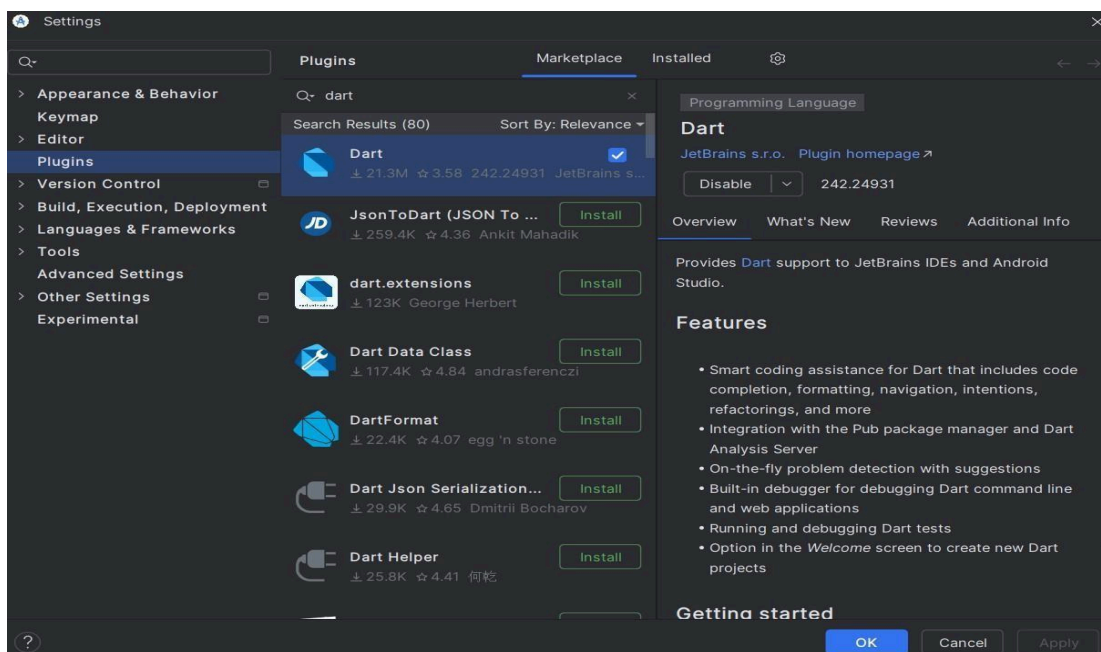 Settings
Plugins
Marketplace
Installed
Appearance & Behavior
Keymap
Editor
Plugins
Version Control
Build, Execution, Deployment
Languages & Frameworks
Tools
Advanced Settings
Other Settings
Experimental
dart
Search Results (80) Sort By: Relevance
Dart
21.3M 3.58 242.24931 JetBrains s...
JsonToDart (JSON To ... Install
259.4K 4.36 Ankit Mahadik
dart.extensions Install
123K George Herbert
Dart Data Class Install
117.4K 4.84 andrasferenczi
DartFormat Install
22.4K 4.07 egg 'n stone
Dart Json Serialization... Install
29.9K 4.65 Dmitrii Bocharov
Dart Helper Install
25.8K 4.41 何乾
Programming Language
Dart
JetBrains s.r.o. Plugin homepage
Disable 242.24931
Overview What's New Reviews Additional Info
Provides Dart support to JetBrains IDEs and Android
Studio.
Features
• Smart coding assistance for Dart that includes code
completion, formatting, navigation, intentions,
refactorings, and more
• Integration with the Pub package manager and Dart
Analysis Server
• On-the-fly problem detection with suggestions
• Built-in debugger for debugging Dart command line
and web applications
• Running and debugging Dart tests
• Option in the Welcome screen to create new Dart
projects
Getting started
? OK Cancel Apply